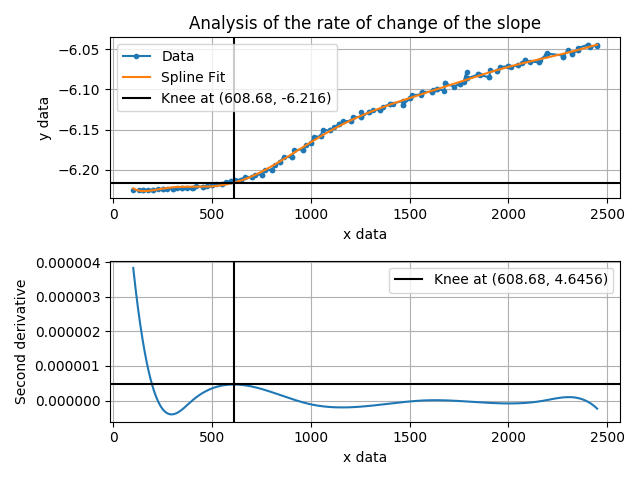 Analysis of the rate of change of the slope
−6.05
−6.10
−6.15
−6.20
y data
Data
Spline Fit
Knee at (608.68, -6.216)
0 500 1000 1500 2000 2500
x data
0.000004
0.000003
0.000002
0.000001
0.000000
Second derivative
Knee at (608.68, 4.6456)
0 500 1000 1500 2000 2500
x data